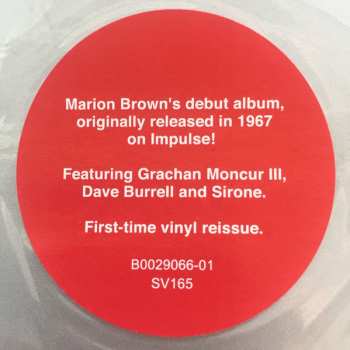 Marion Brown's debut album,
originally released in 1967
on Impulse!
Featuring Grachan Moncur III,
Dave Burrell and Sirone.
First-time vinyl reissue.
B0029066-01
SV165